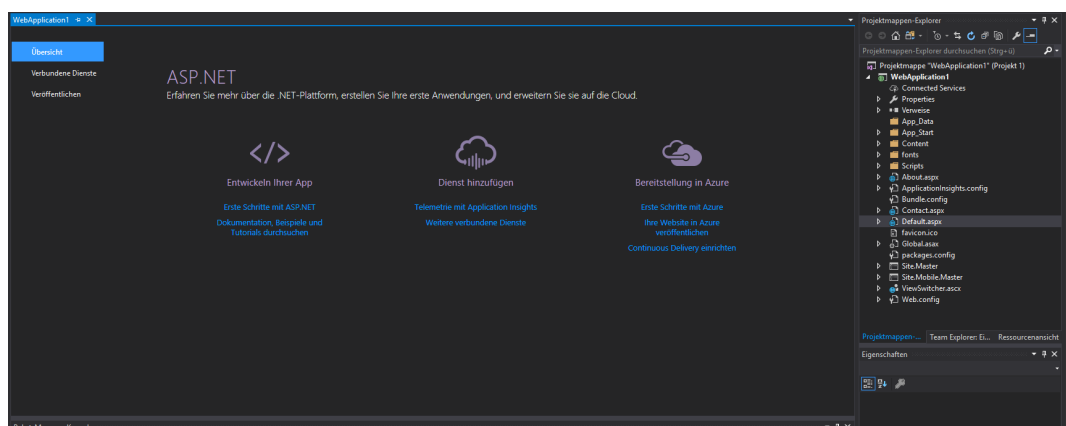 WebApplication1
Übersicht
Verbundene Dienste
Veröffentlichen
ASP.NET
Erfahren Sie mehr über die .NET-Plattform, erstellen Sie Ihre erste Anwendungen, und erweitern Sie sie auf die Cloud.
Entwickeln Ihrer App
Erste Schritte mit ASP.NET
Dokumentation, Beispiele und
Tutorials durchsuchen
Dienst hinzufügen
Telemetrie mit Application Insights
Weitere verbundene Dienste
Bereitstellung in Azure
Erste Schritte mit Azure
Ihre Website in Azure
veröffentlichen
Continuous Delivery einrichten
Projektmappen-Explorer
Projektmappen-Explorer durchsuchen (Strg+ü)
Projektmappe "WebApplication1" (Projekt 1)
WebApplication1
Connected Services
Properties
Verweise
App_Data
App_Start
Content
fonts
Scripts
About.aspx
ApplicationInsights.config
Bundle.config
Contact.aspx
Default.aspx
favicon.ico
Global.asax
packages.config
Site.Master
Site.Mobile.Master
ViewSwitcher.ascx
Web.config
Projektmappen-... Team Explorer: Ei... Ressourcenansicht
Eigenschaften